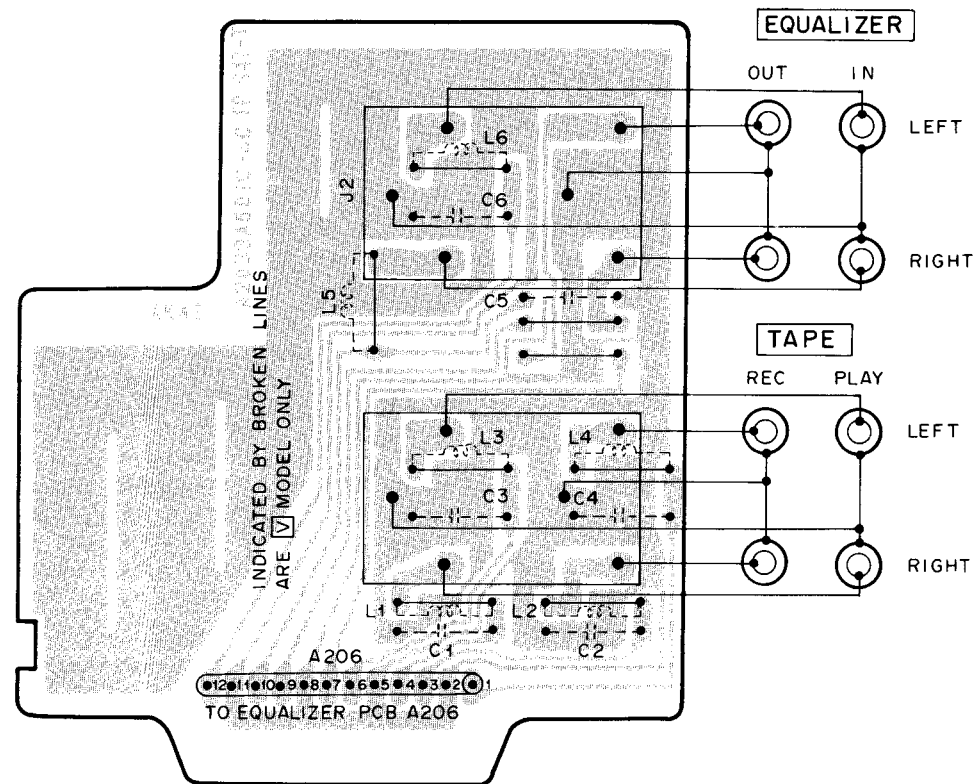 EQUALIZER
OUT IN
LEFT
RIGHT
TAPE
REC PLAY
LEFT
RIGHT
J2
L6
C6
L5
C5
L3
L4
C3
C4
L1
L2
C1
C2
INDICATED BY BROKEN LINES
ARE V MODEL ONLY
A206
12 11 10 9 8 7 6 5 4 3 2 1
TO EQUALIZER PCB A206